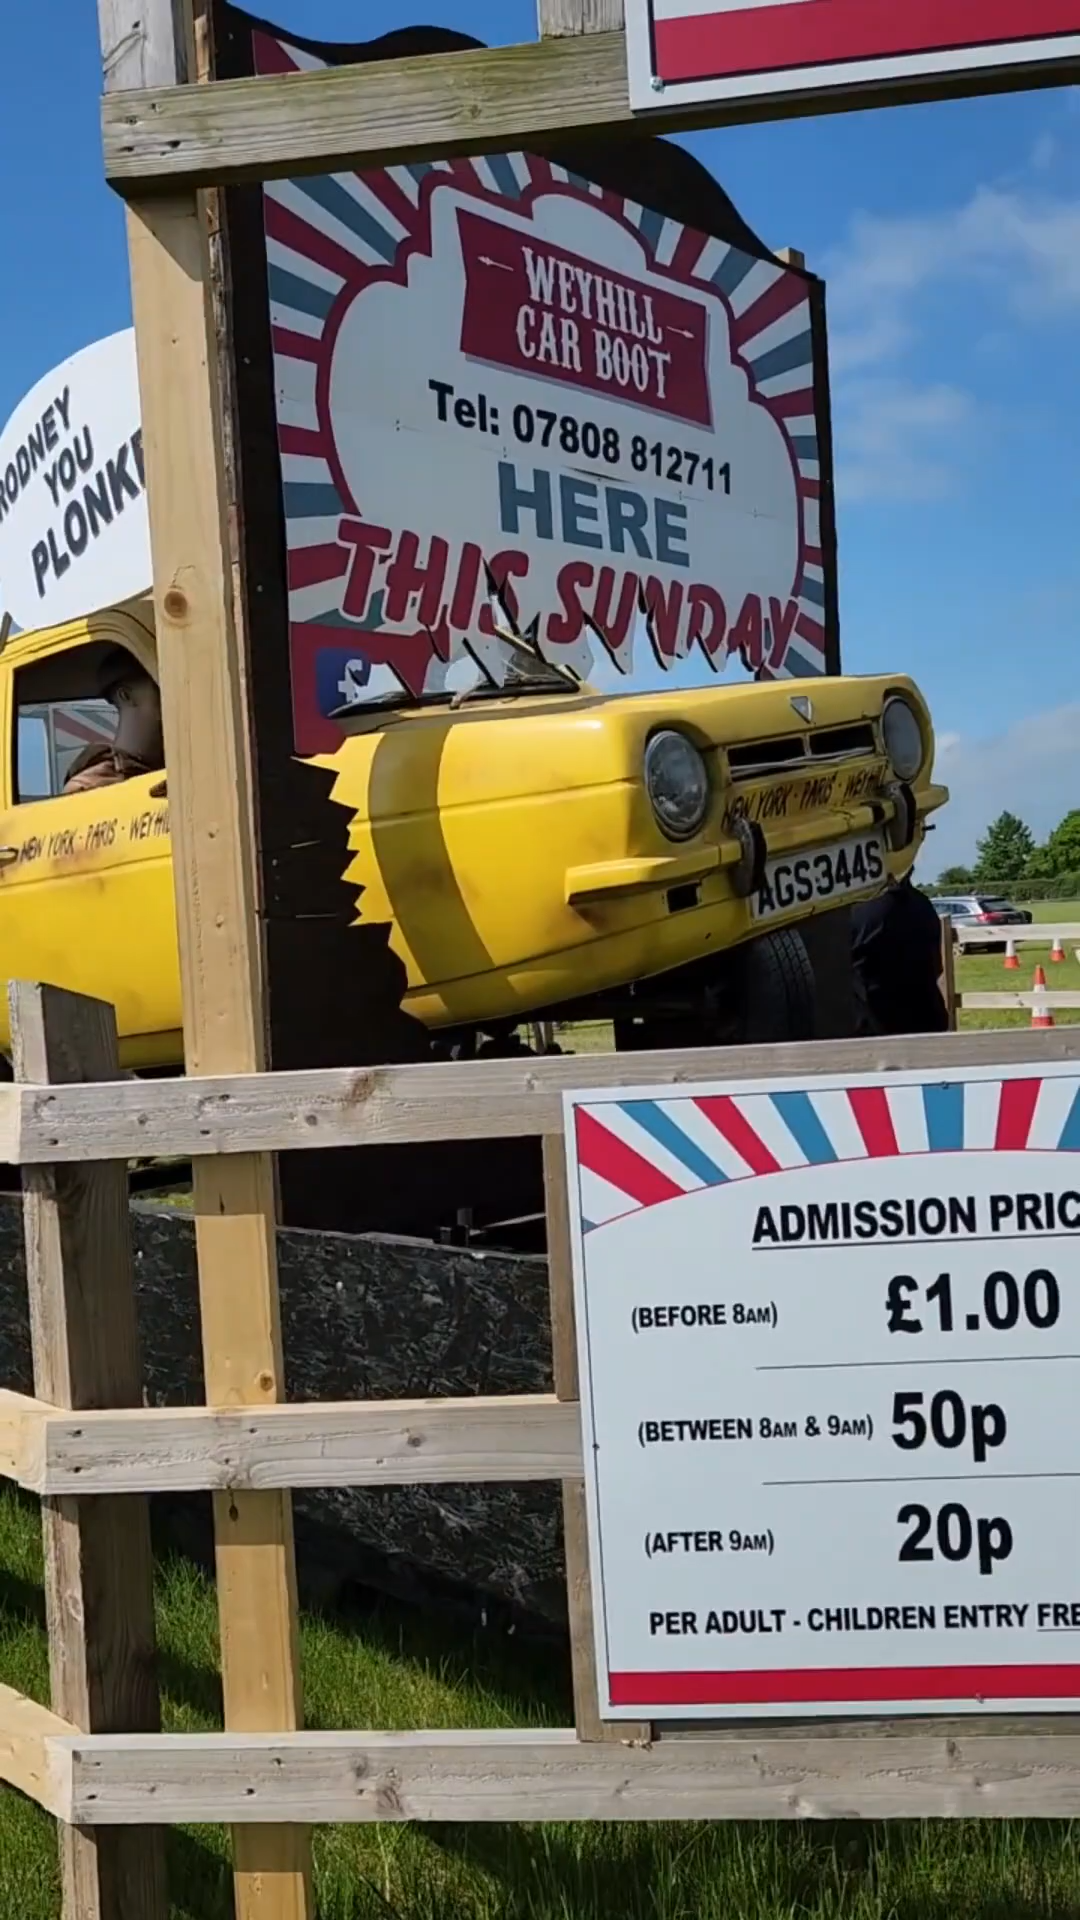 WEYHILL
CAR BOOT
Tel: 07808 812711
HERE
THIS SUNDAY
f
RODNEY
YOU
PLONK
NEW YORK - PARIS - WEYHI
NEW YORK - PARIS - WEYHILL
AGS344S
ADMISSION PRIC
(BEFORE 8AM) £1.00
(BETWEEN 8AM & 9AM) 50p
(AFTER 9AM) 20p
PER ADULT - CHILDREN ENTRY FRE